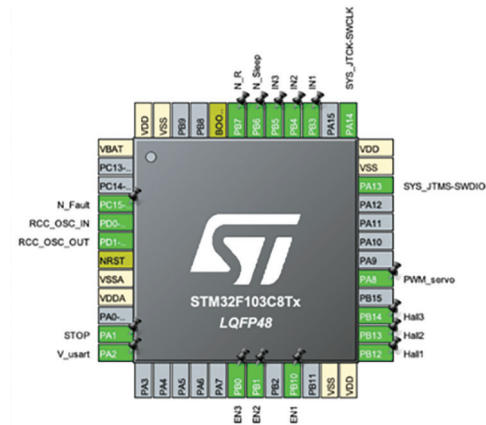 N_R
N_Sleep
IN3
IN2
IN1
SYS_JTCK-SWCLK
VDD
VSS
PB9
PB8
BOO...
PB7
PB6
PB5
PB4
PB3
PA15
PA14
VBAT
PC13-..
PC14-..
N_Fault
PC15-..
RCC_OSC_IN
PD0-..
RCC_OSC_OUT
PD1-..
NRST
VSSA
VDDA
PA0-..
STOP
PA1
V_usart
PA2
ST
STM32F103C8Tx
LQFP48
VDD
VSS
PA13
SYS_JTMS-SWDIO
PA12
PA11
PA10
PA9
PA8
PWM_servo
PB15
PB14
Hall3
PB13
Hall2
PB12
Hall1
PA3
PA4
PA5
PA6
PA7
PB0
PB1
PB2
PB10
PB11
VSS
VDD
EN3
EN2
EN1